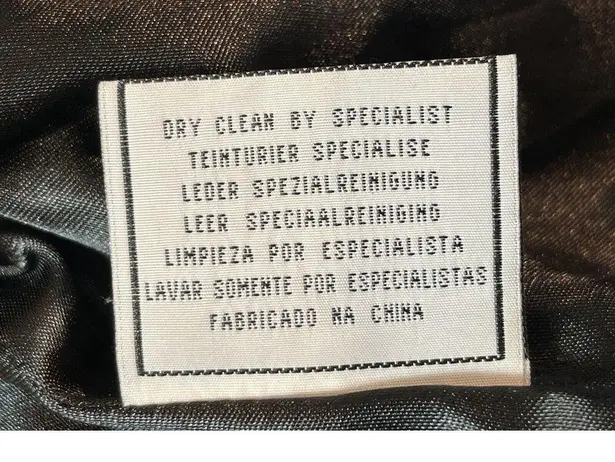 DRY CLEAN BY SPECIALIST
TEINTURIER SPECIALISE
LEDER SPEZIALREINIGUNG
LEER SPECIAALREINIGING
LIMPIEZA POR ESPECIALISTA
LAVAR SOMENTE POR ESPECIALISTAS
FABRICADO NA CHINA